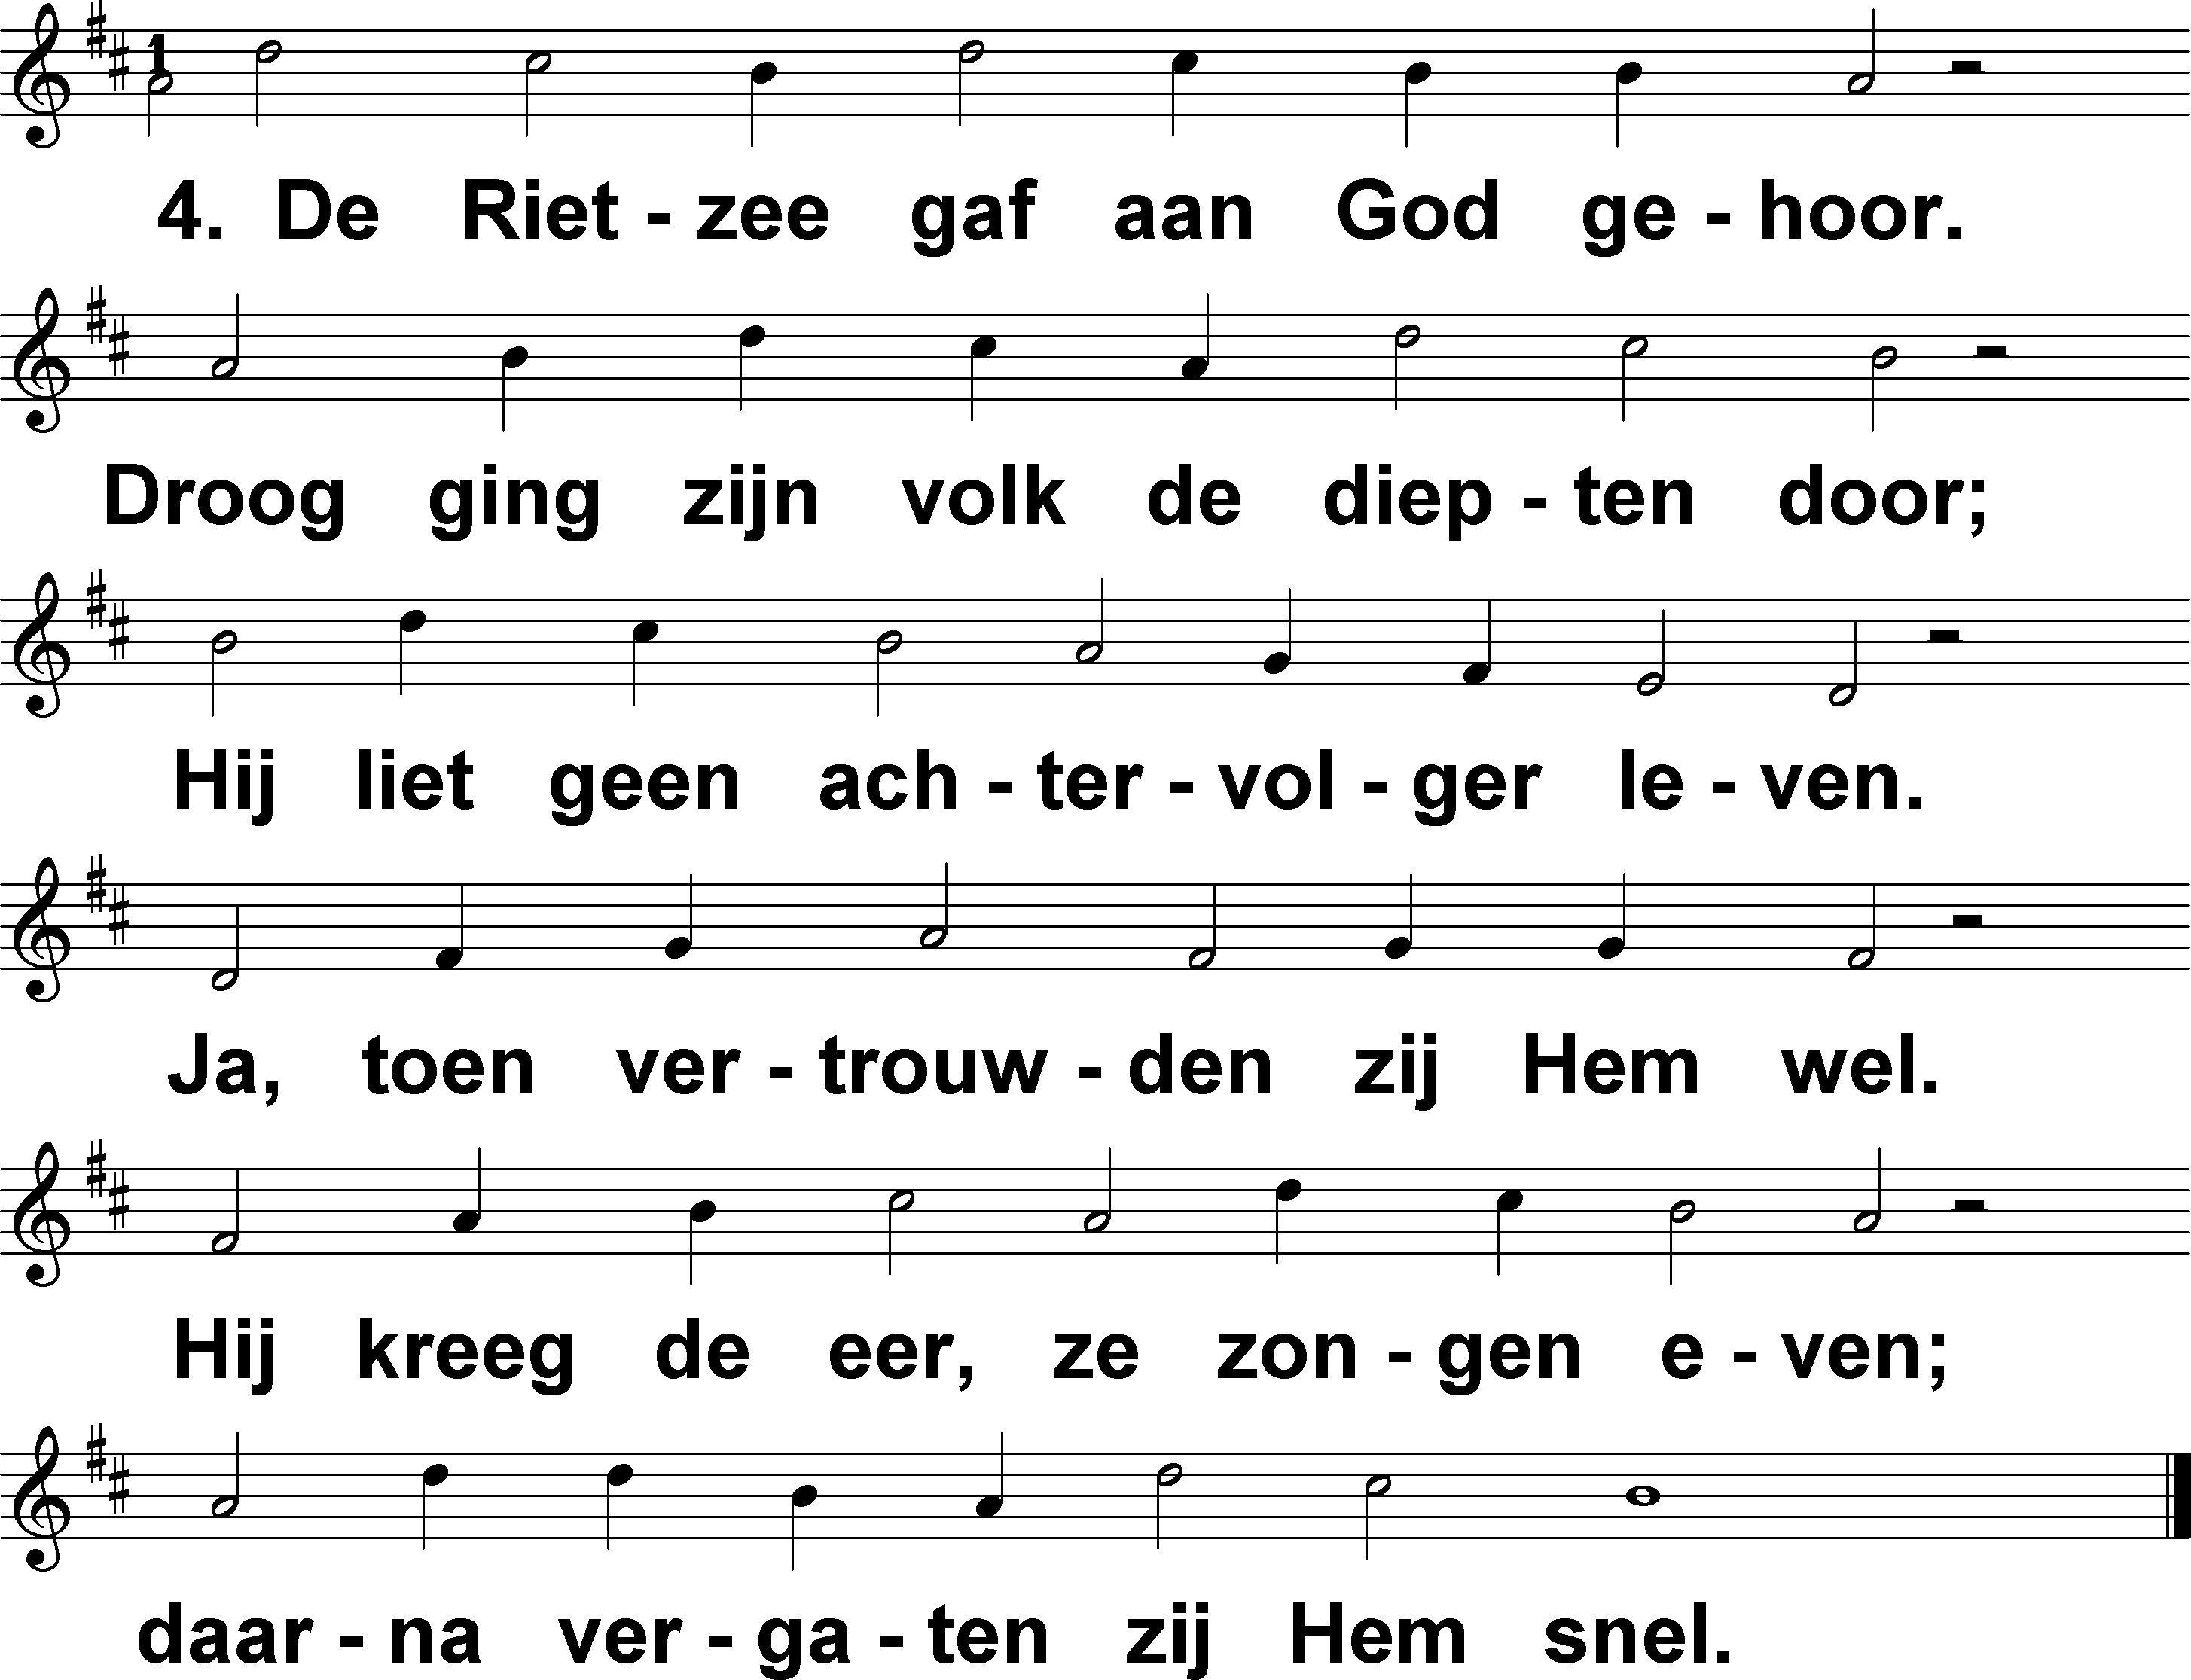 1
4. De Riet - zee gaf aan God ge - hoor.
Droog ging zijn volk de diep - ten door;
Hij liet geen ach - ter - vol - ger le - ven.
Ja, toen ver - trouw - den zij Hem wel.
Hij kreeg de eer, ze zon - gen e - ven;
daar - na ver - ga - ten zij Hem snel.